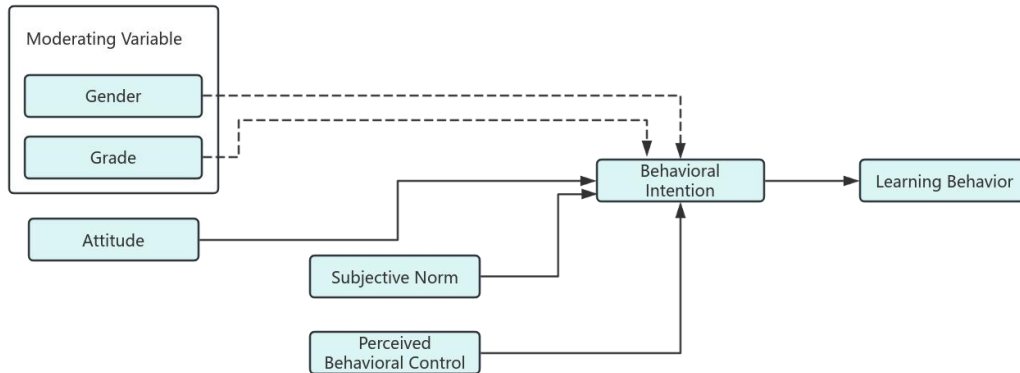 Moderating Variable
Gender
Grade
Behavioral
Intention
Learning Behavior
Attitude
Subjective Norm
Perceived
Behavioral Control